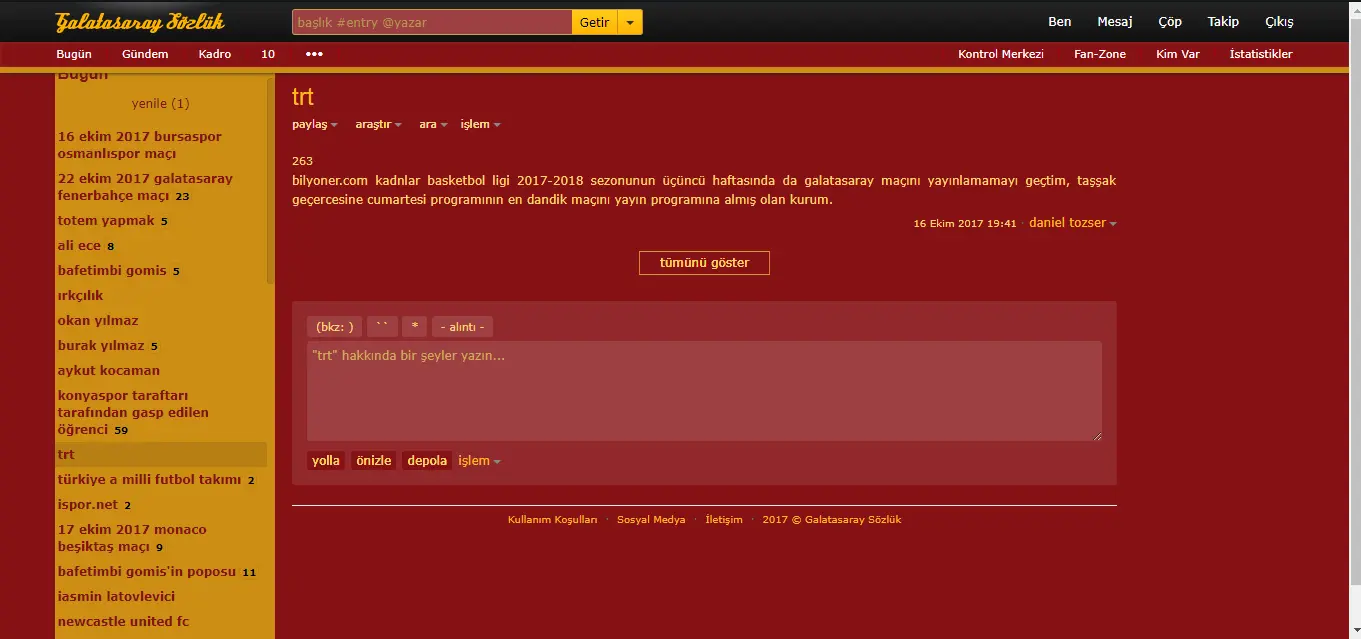 Galatasaray Sözlük
başlık #entry @yazar
Getir
Ben Mesaj Çöp Takip Çıkış
Bugün Gündem Kadro 10 •••
Kontrol Merkezi Fan-Zone Kim Var İstatistikler
Bugün
yenile (1)
16 ekim 2017 bursaspor
osmanlıspor maçı
22 ekim 2017 galatasaray
fenerbahçe maçı 23
totem yapmak 5
ali ece 8
bafetimbi gomis 5
ırkçılık
okan yılmaz
burak yılmaz 5
aykut kocaman
konyaspor taraftarı
tarafından gasp edilen
öğrenci 59
trt
türkiye a milli futbol takımı 2
ispor.net 2
17 ekim 2017 monaco
beşiktaş maçı 9
bafetimbi gomis'in poposu 11
iasmin latovlevici
newcastle united fc
trt
paylaş araştır ara işlem
263
bilyoner.com kadnlar basketbol ligi 2017-2018 sezonunun üçüncü haftasında da galatasaray maçını yayınlamamayı geçtim, taşşak
geçercesine cumartesi programının en dandik maçını yayın programına almış olan kurum.
16 Ekim 2017 19:41 · daniel tozser
tümünü göster
(bkz: ) `` * - alıntı -
"trt" hakkında bir şeyler yazın...
yolla önizle depola işlem
Kullanım Koşulları · Sosyal Medya · İletişim · 2017 © Galatasaray Sözlük